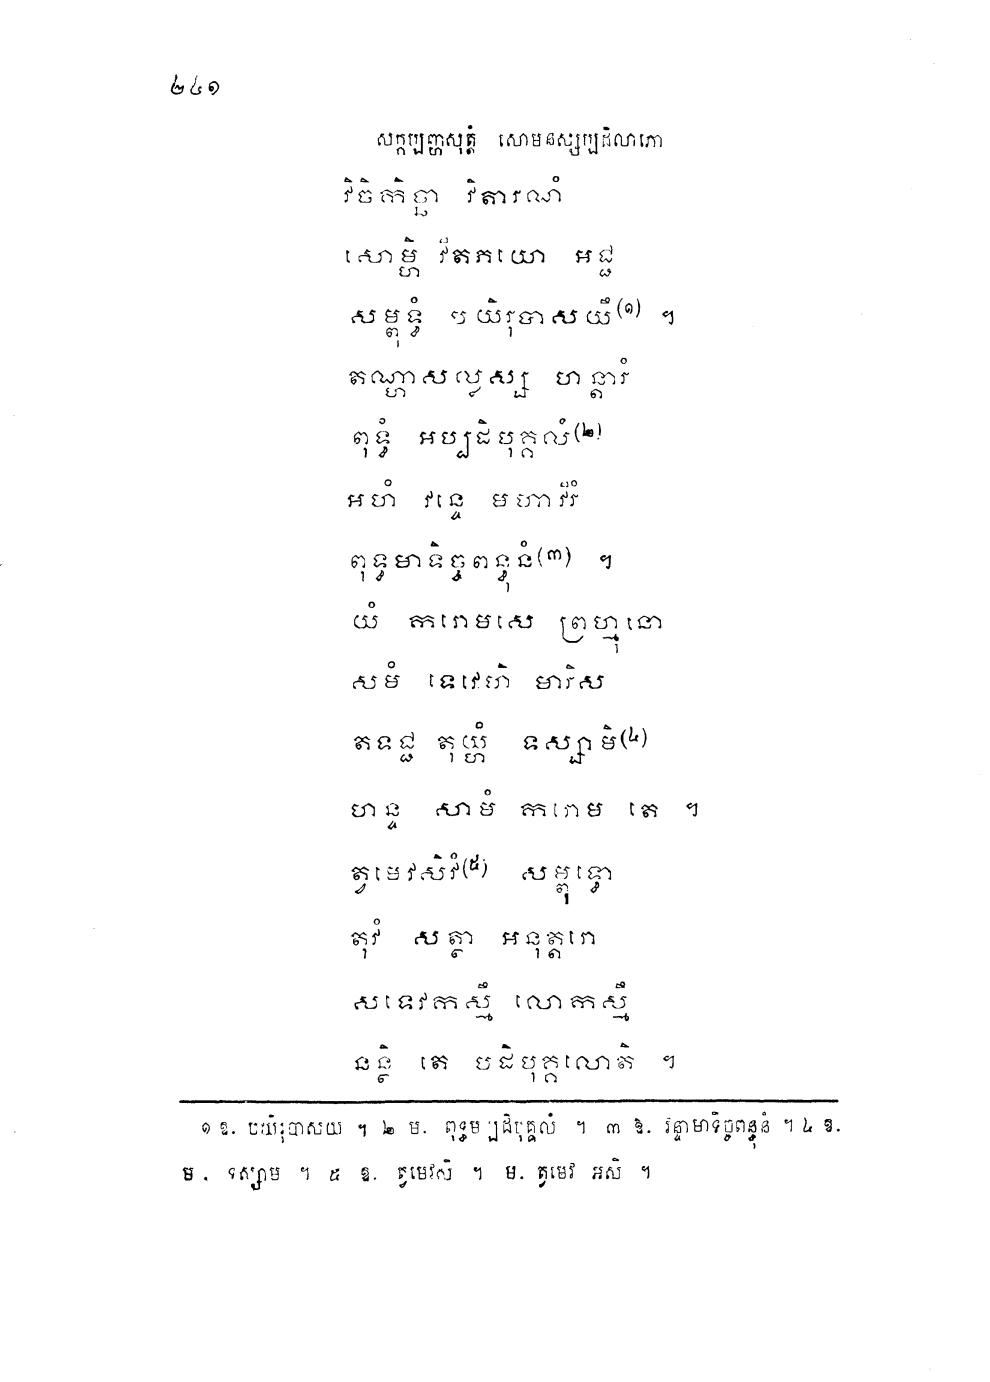 ២៤១
សក្កប្បញ្ហសុត្តំ សោមនស្សប្បដិលាភោ
វិចិកិច្ឆា វិតារណំ
សោម្ហិ វីតភយោ អជ្ជ
សម្ពុទ្ធំ បយិរុបាសយឹ(១) ។
តណ្ហាសល្លស្ស ហន្តារំ
ពុទ្ធំ អប្បដិបុគ្គលំ(២)
អហំ វន្ទេ មហាវីរំ
ពុទ្ធមាទិច្ចពន្ធុនំ(៣) ។
យំ ករោមសេ ព្រហ្មុនោ
សមំ ទេវេហិ មារិស
តទជ្ជ តុយ្ហំ ទស្សាមិ(៤)
ហន្ទ សាមំ ករោម តេ ។
ត្វមេវសិវំ(៥) សម្ពុទ្ធោ
តុវំ សត្ថា អនុត្តរោ
សទេវកស្មឹ លោកស្មឹ
នត្ថិ តេ បដិបុគ្គលោតិ ។
១ ឱ. បយិរុបាសយ ។ ២ ម. ពុទ្ធមប្បដិបុគ្គលំ ។ ៣ ឱ. វន្ទាមាទិច្ចពន្ធុនំ ។ ៤ ឱ.
ម. ទស្សាម ។ ៥ ឱ. ត្វមេវសិ ។ ម. ត្វមេវ អសិ ។